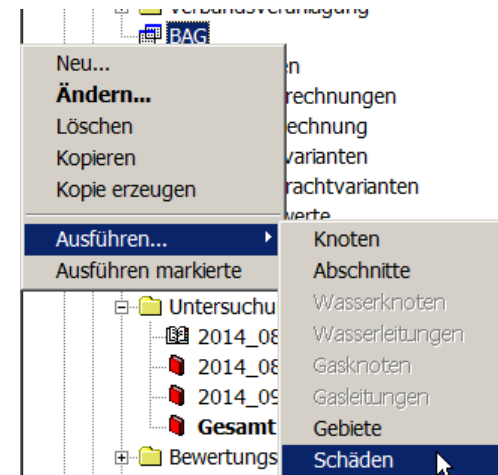 Verbandsveranlagung
BAG
Neu...
Ändern...
Löschen
Kopieren
Kopie erzeugen
Ausführen...
Ausführen markierte
n
rechnungen
echnung
varianten
rachtvarianten
werte
Knoten
Abschnitte
Wasserknoten
Wasserleitungen
Gasknoten
Gasleitungen
Gebiete
Schäden
Untersuchu
2014_08
2014_08
2014_09
Gesamt
Bewertungs